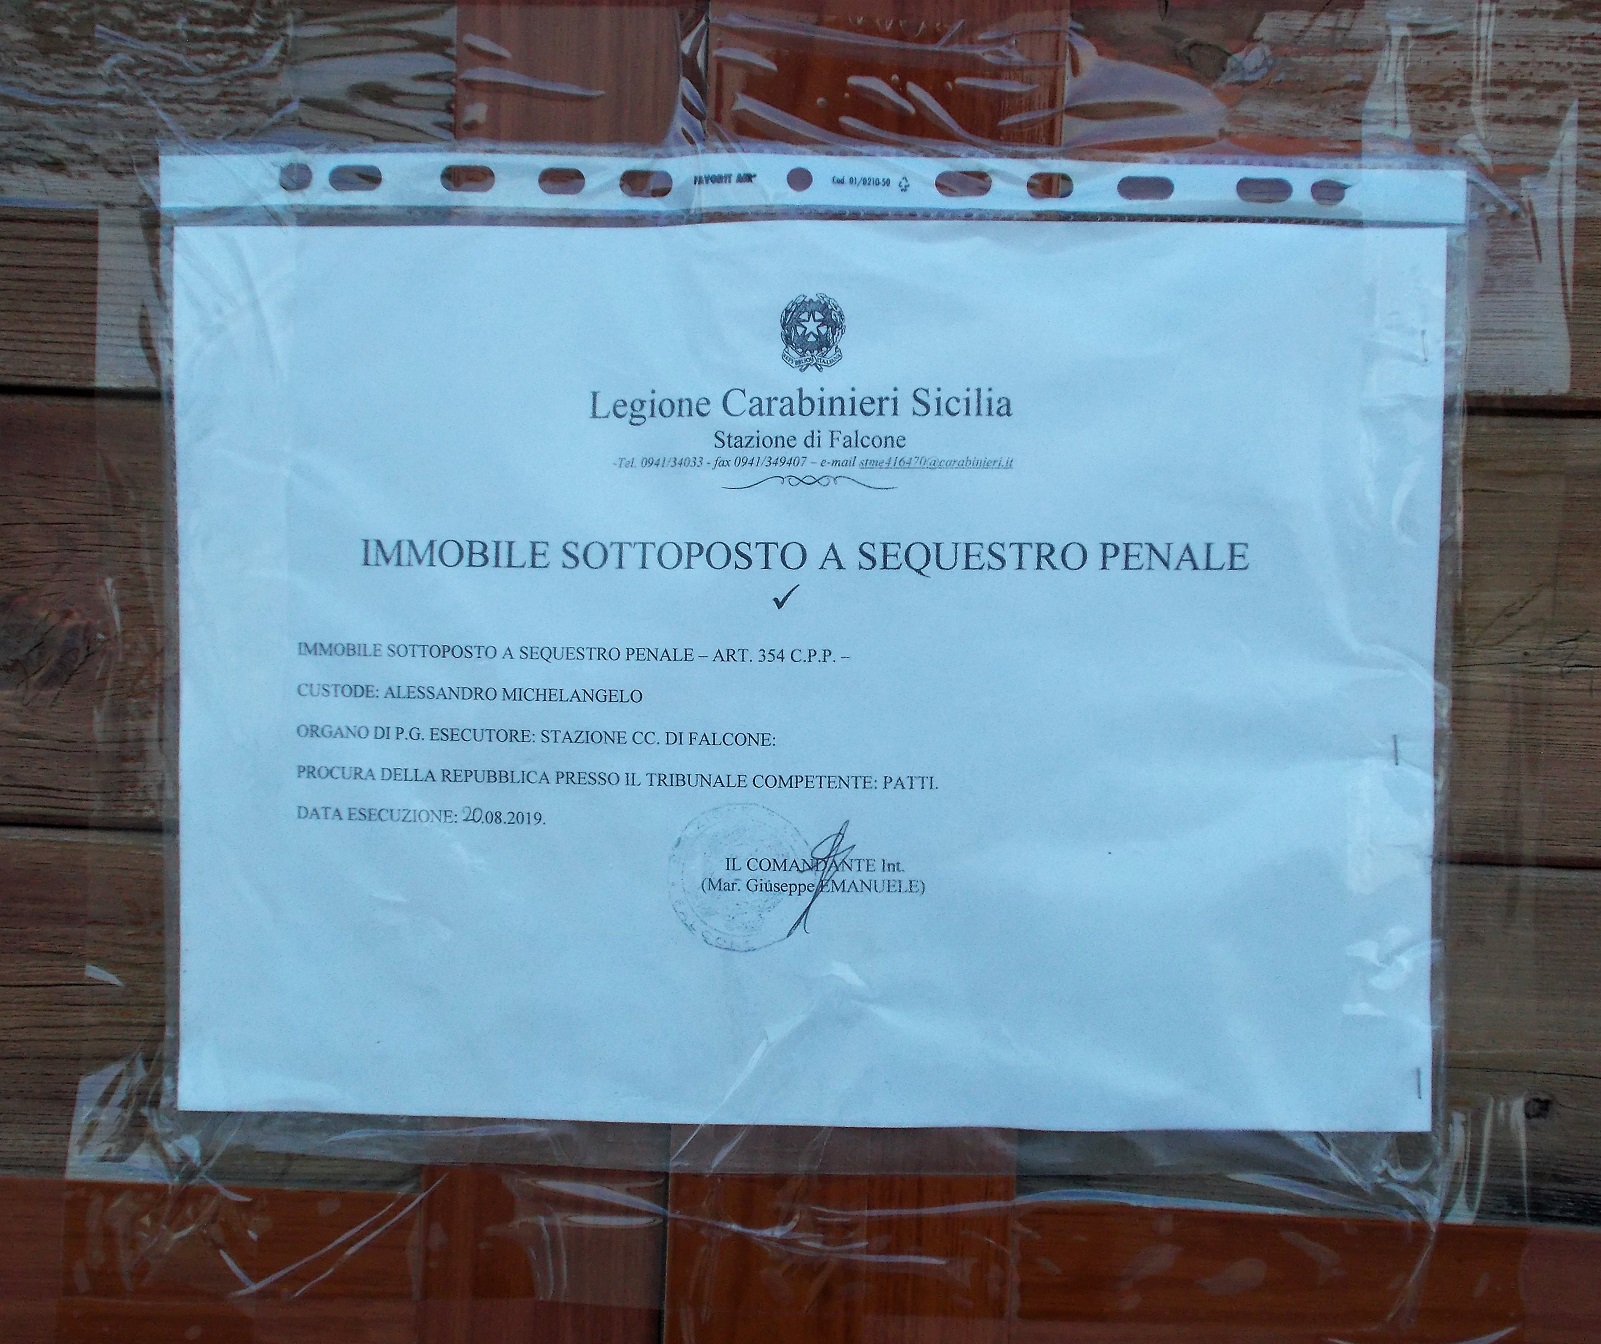 FAVORIT AIR
Cod. 01/0210-50
Legione Carabinieri Sicilia
Stazione di Falcone
-Tel. 0941/34033 - fax 0941/349407 – e-mail stme416470@carabinieri.it
IMMOBILE SOTTOPOSTO A SEQUESTRO PENALE
✓
IMMOBILE SOTTOPOSTO A SEQUESTRO PENALE – ART. 354 C.P.P. –
CUSTODE: ALESSANDRO MICHELANGELO
ORGANO DI P.G. ESECUTORE: STAZIONE CC. DI FALCONE:
PROCURA DELLA REPUBBLICA PRESSO IL TRIBUNALE COMPETENTE: PATTI.
DATA ESECUZIONE: 20.08.2019.
IL COMANDANTE Int.
(Mar. Giuseppe EMANUELE)